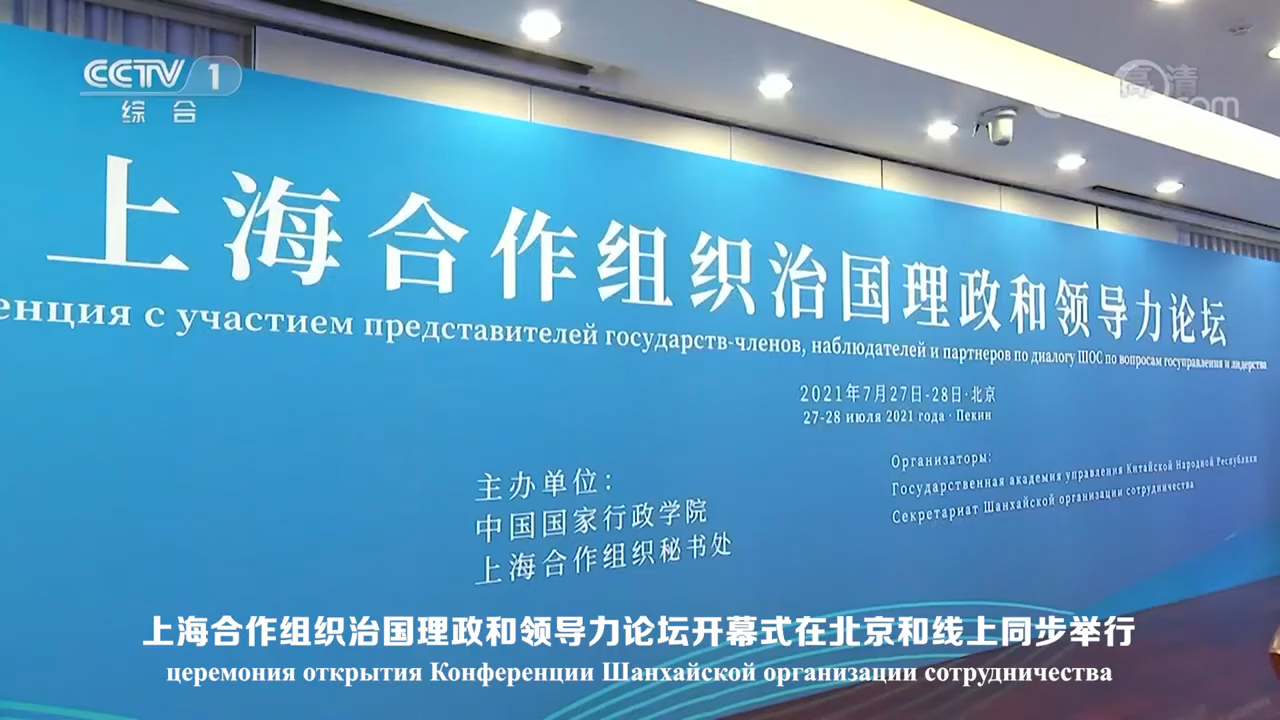 CCTV 1
综合
高清
.com
上海合作组织治国理政和领导力论坛
енция с участием представителей государств-членов, наблюдателей и партнеров по диалогу ШОС по вопросам госуправления и лидерства
2021年7月27日-28日·北京
27-28 июля 2021 года · Пекин
主办单位：
中国国家行政学院
上海合作组织秘书处
Организаторы:
Государственная академия управления Китайской Народной Республики
Секретариат Шанхайской организации сотрудничества
上海合作组织治国理政和领导力论坛开幕式在北京和线上同步举行
церемония открытия Конференции Шанхайской организации сотрудничества